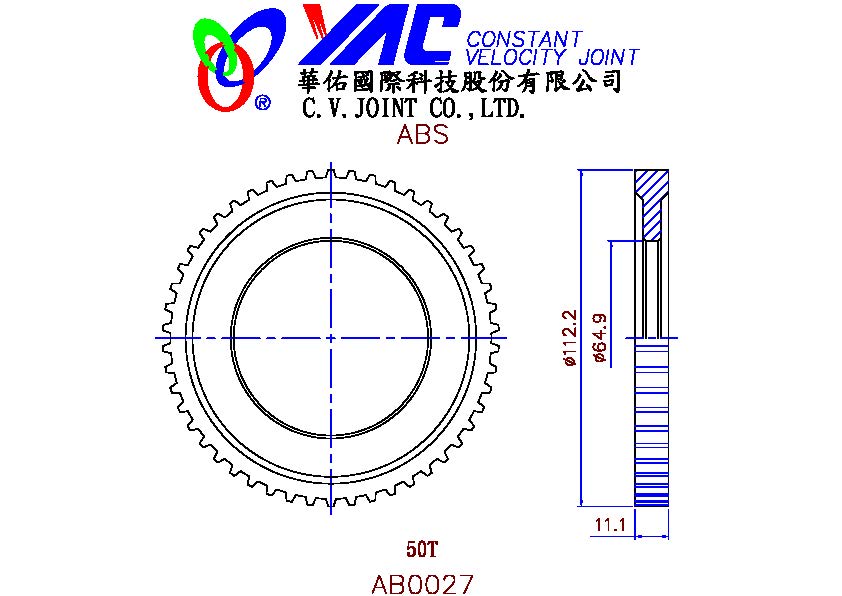 YAC CONSTANT
VELOCITY JOINT
®
華佑國際科技股份有限公司
C.V.JOINT CO.,LTD.
ABS
ø112.2
ø64.9
11.1
50T
AB0027